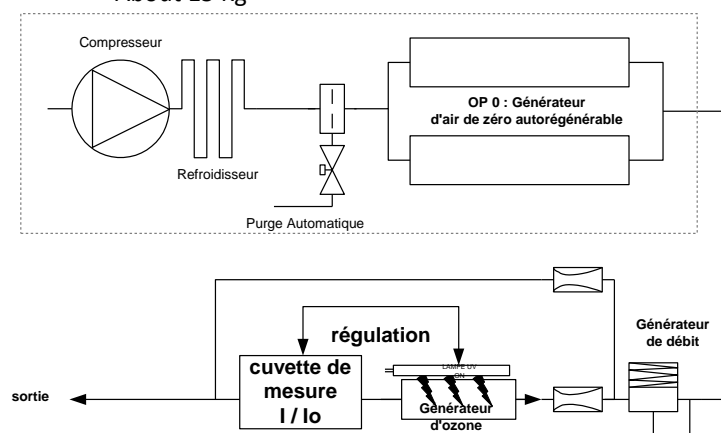 About kg
Compresseur
OP 0 : Générateur
d'air de zéro autorégénérable
Refroidisseur
Purge Automatique
régulation
Générateur
de débit
LAMPE UV
ON
cuvette de
mesure
I / Io
sortie
Générateur
d'ozone